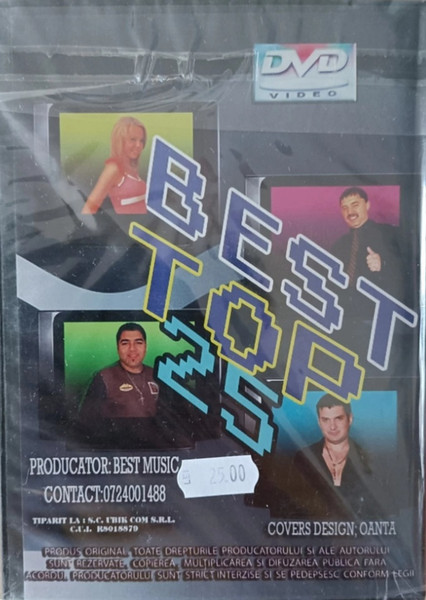 DVD
VIDEO
BEST
TOP
25
PRODUCATOR: BEST MUSIC
CONTACT:0724001488
25.00
TIPARIT LA : S.C. UBIK COM S.R.L.
C.U.I. R8018879
COVERS DESIGN; OANTA
PRODUS ORIGINAL, TOATE DREPTURILE PRODUCATORULUI SI ALE AUTORULUI
SUNT REZERVATE, COPIEREA, MULTIPLICAREA SI DIFUZAREA PUBLICA FARA
ACORDUL PRODUCATORULUI SUNT STRICT INTERZISE SI SE PEDEPSESC CONFORM LEGII